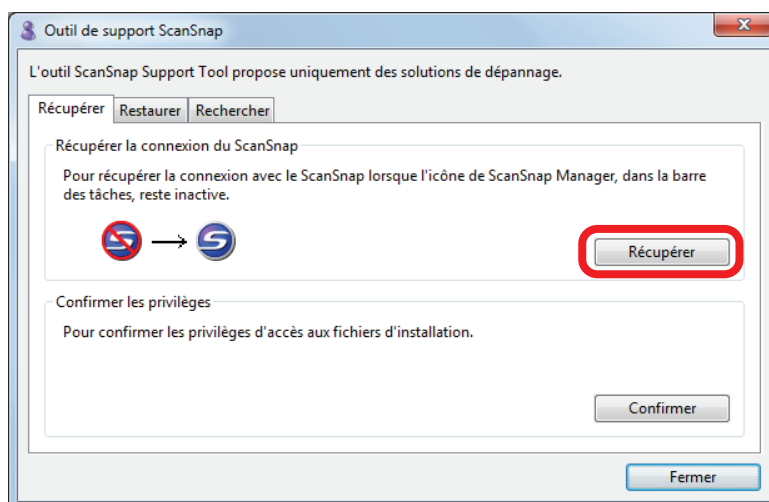 Outil de support ScanSnap
L'outil ScanSnap Support Tool propose uniquement des solutions de dépannage.
Récupérer Restaurer Rechercher
Récupérer la connexion du ScanSnap
Pour récupérer la connexion avec le ScanSnap lorsque l'icône de ScanSnap Manager, dans la barre
des tâches, reste inactive.
Récupérer
Confirmer les privilèges
Pour confirmer les privilèges d'accès aux fichiers d'installation.
Confirmer
Fermer